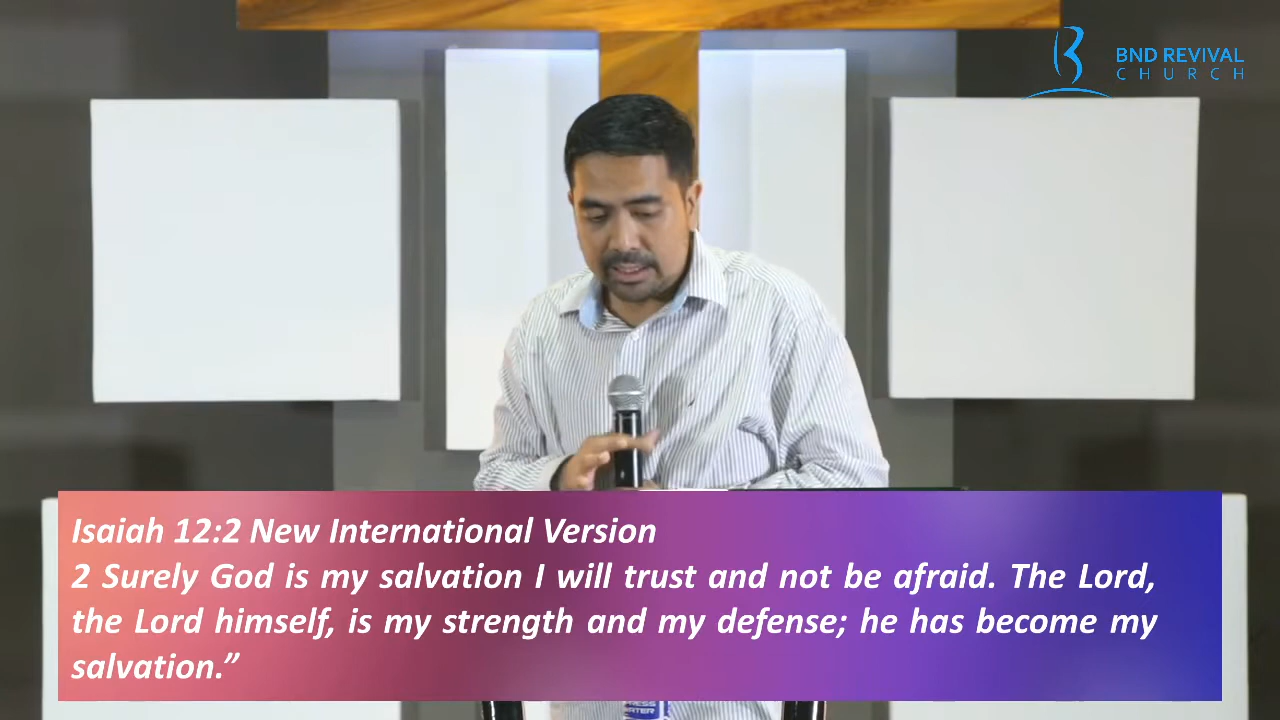 BND REVIVAL
CHURCH
Isaiah 12:2 New International Version
2 Surely God is my salvation I will trust and not be afraid. The Lord,
the Lord himself, is my strength and my defense; he has become my
salvation.”